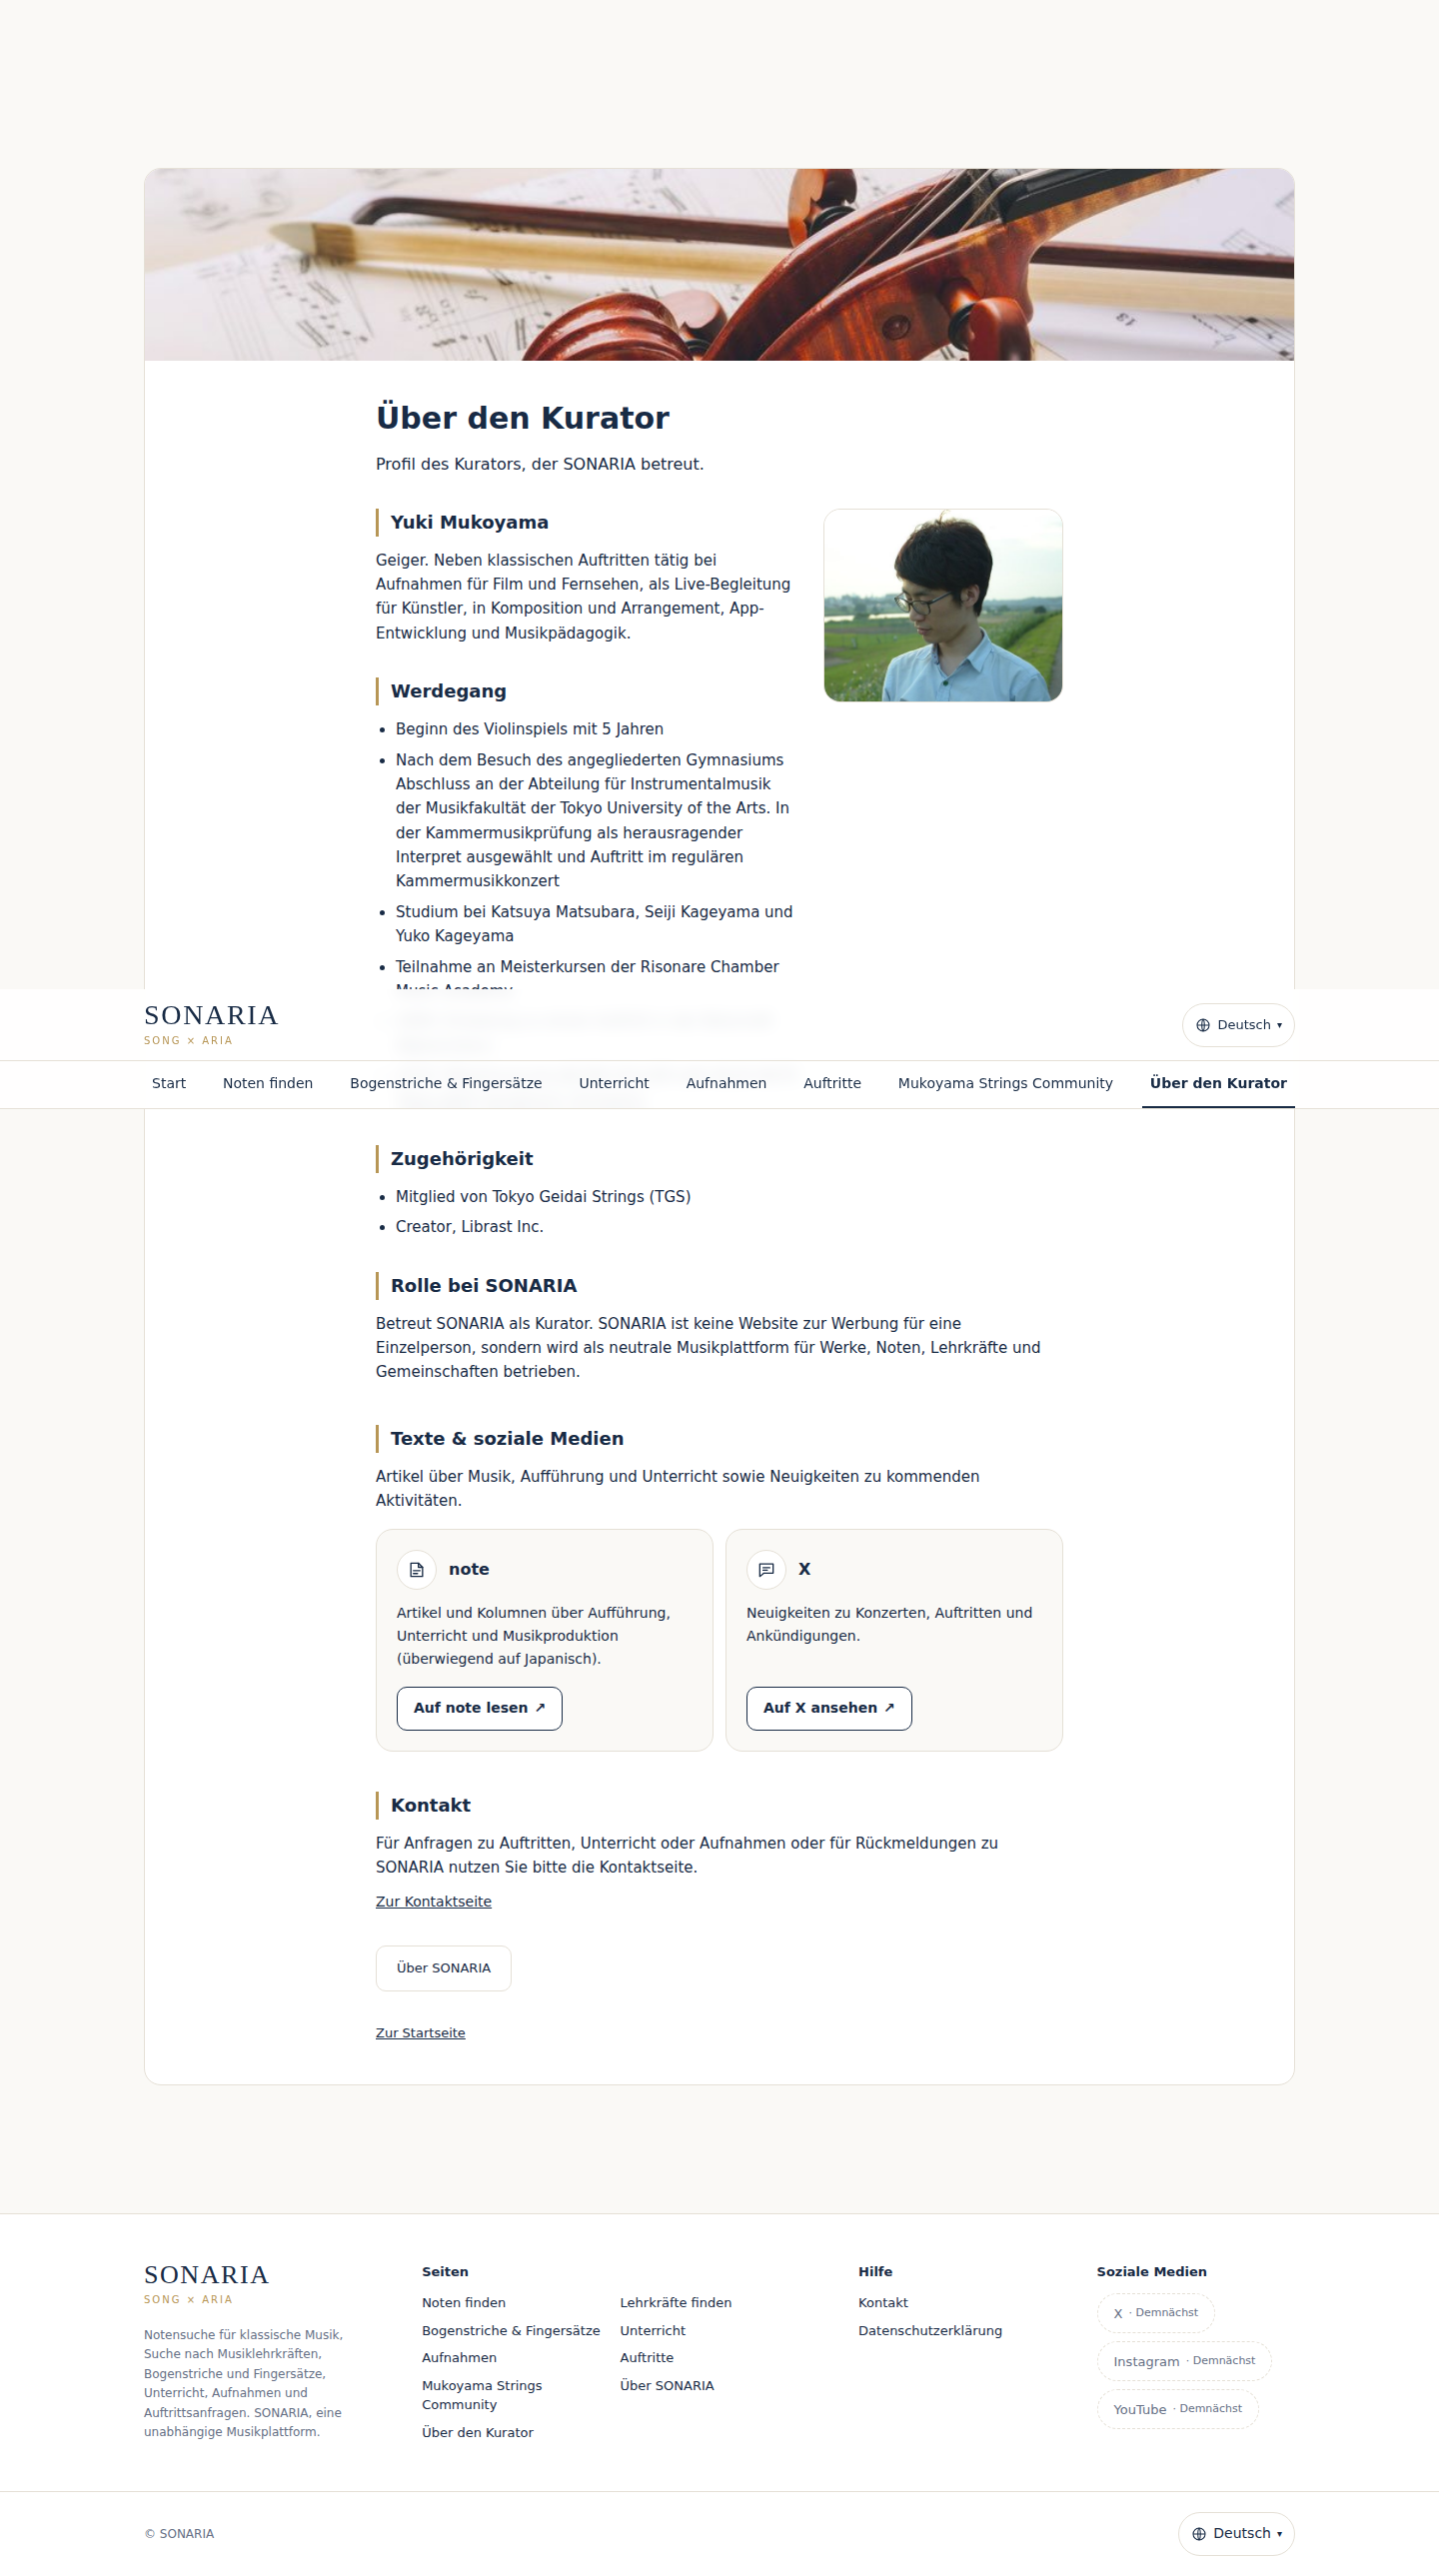 Über den Kurator
Profil des Kurators, der SONARIA betreut.
Yuki Mukoyama
Geiger. Neben klassischen Auftritten tätig bei
Aufnahmen für Film und Fernsehen, als Live-Begleitung
für Künstler, in Komposition und Arrangement, App-
Entwicklung und Musikpädagogik.
Werdegang
• Beginn des Violinspiels mit 5 Jahren
• Nach dem Besuch des angegliederten Gymnasiums
Abschluss an der Abteilung für Instrumentalmusik
der Musikfakultät der Tokyo University of the Arts. In
der Kammermusikprüfung als herausragender
Interpret ausgewählt und Auftritt im regulären
Kammermusikkonzert
• Studium bei Katsuya Matsubara, Seiji Kageyama und
Yuko Kageyama
• Teilnahme an Meisterkursen der Risonare Chamber
Music Academy
SONARIA
SONG × ARIA
Deutsch ▾
Start Noten finden Bogenstriche & Fingersätze Unterricht Aufnahmen Auftritte Mukoyama Strings Community Über den Kurator
Zugehörigkeit
• Mitglied von Tokyo Geidai Strings (TGS)
• Creator, Librast Inc.
Rolle bei SONARIA
Betreut SONARIA als Kurator. SONARIA ist keine Website zur Werbung für eine
Einzelperson, sondern wird als neutrale Musikplattform für Werke, Noten, Lehrkräfte und
Gemeinschaften betrieben.
Texte & soziale Medien
Artikel über Musik, Aufführung und Unterricht sowie Neuigkeiten zu kommenden
Aktivitäten.
note
Artikel und Kolumnen über Aufführung,
Unterricht und Musikproduktion
(überwiegend auf Japanisch).
Auf note lesen ↗
X
Neuigkeiten zu Konzerten, Auftritten und
Ankündigungen.
Auf X ansehen ↗
Kontakt
Für Anfragen zu Auftritten, Unterricht oder Aufnahmen oder für Rückmeldungen zu
SONARIA nutzen Sie bitte die Kontaktseite.
Zur Kontaktseite
Über SONARIA
Zur Startseite
SONARIA
SONG × ARIA
Notensuche für klassische Musik,
Suche nach Musiklehrkräften,
Bogenstriche und Fingersätze,
Unterricht, Aufnahmen und
Auftrittsanfragen. SONARIA, eine
unabhängige Musikplattform.
Seiten
Noten finden
Bogenstriche & Fingersätze
Aufnahmen
Mukoyama Strings
Community
Über den Kurator
Lehrkräfte finden
Unterricht
Auftritte
Über SONARIA
Hilfe
Kontakt
Datenschutzerklärung
Soziale Medien
X · Demnächst
Instagram · Demnächst
YouTube · Demnächst
© SONARIA
Deutsch ▾